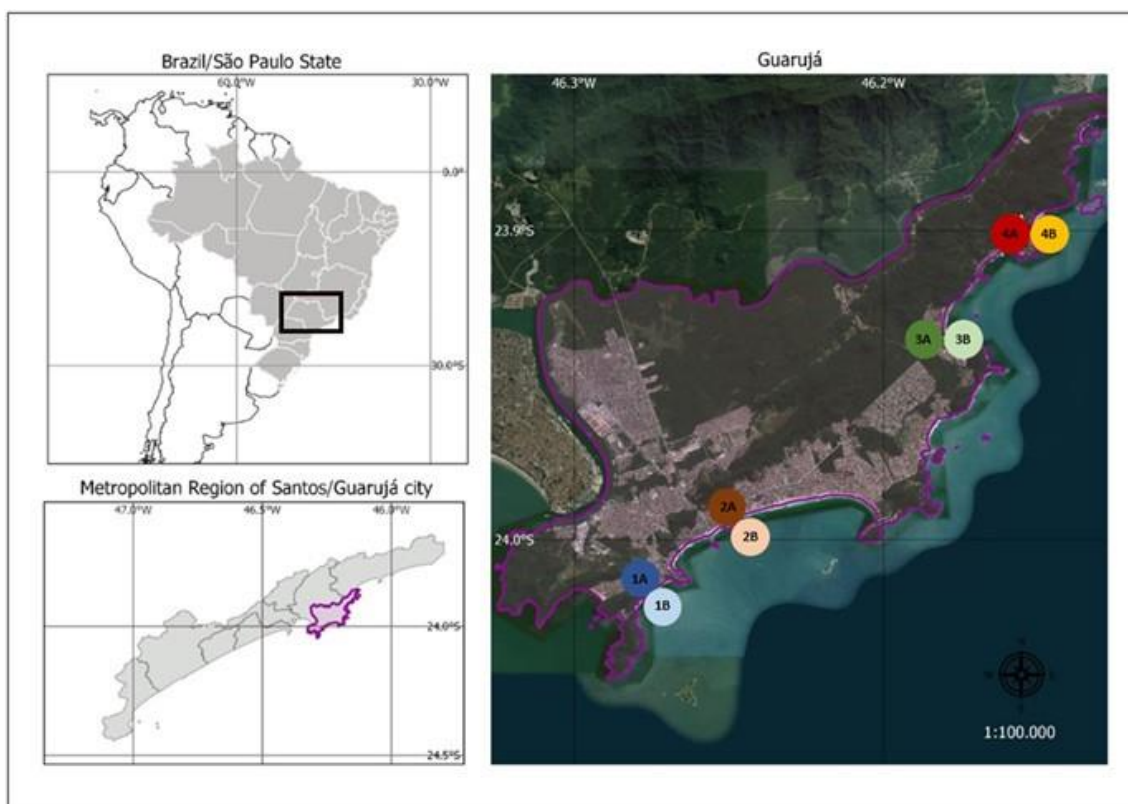 Brazil/São Paulo State
60.0°W
30.0°W
0.0°
30.0°S
Metropolitan Region of Santos/Guarujá city
47.0°W
46.5°W
46.0°W
24.0°S
24.5°S
Guarujá
46.3°W
46.2°W
23.9°S
24.0°S
4A
4B
3A
3B
2A
2B
1A
1B
1:100.000